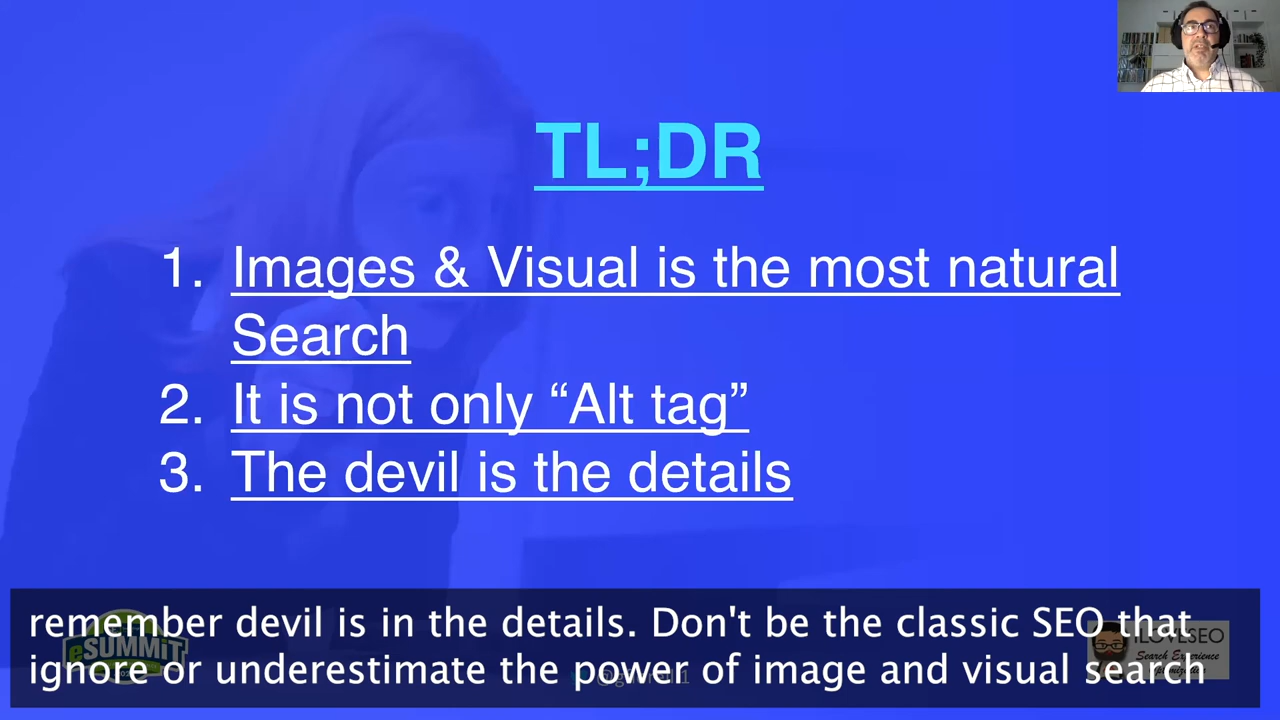 TL;DR
1. Images & Visual is the most natural
Search
2. It is not only “Alt tag”
3. The devil is the details
remember devil is in the details. Don't be the classic SEO that
ignore or underestimate the power of image and visual search
eSUMMiT
ILOVESEO
Search Experience